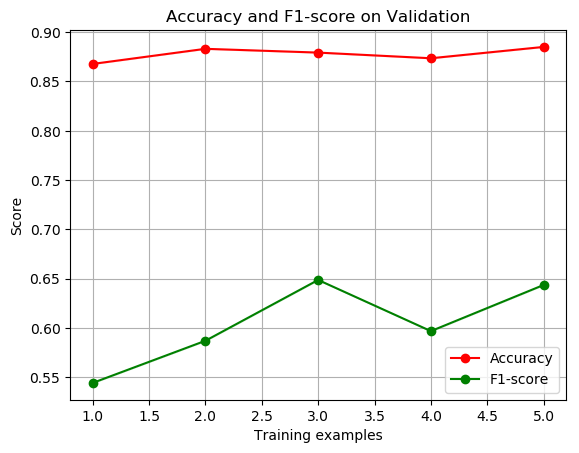 Accuracy and F1-score on Validation
0.90
0.85
0.80
0.75
0.70
0.65
0.60
0.55
Score
1.0 1.5 2.0 2.5 3.0 3.5 4.0 4.5 5.0
Training examples
Accuracy
F1-score